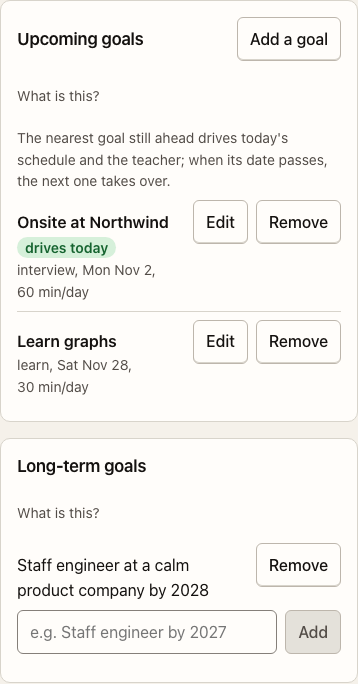 Upcoming goals
Add a goal
What is this?
The nearest goal still ahead drives today's
schedule and the teacher; when its date passes,
the next one takes over.
Onsite at Northwind
Edit
Remove
drives today
interview, Mon Nov 2,
60 min/day
Learn graphs
Edit
Remove
learn, Sat Nov 28,
30 min/day
Long-term goals
What is this?
Staff engineer at a calm
product company by 2028
Remove
e.g. Staff engineer by 2027
Add